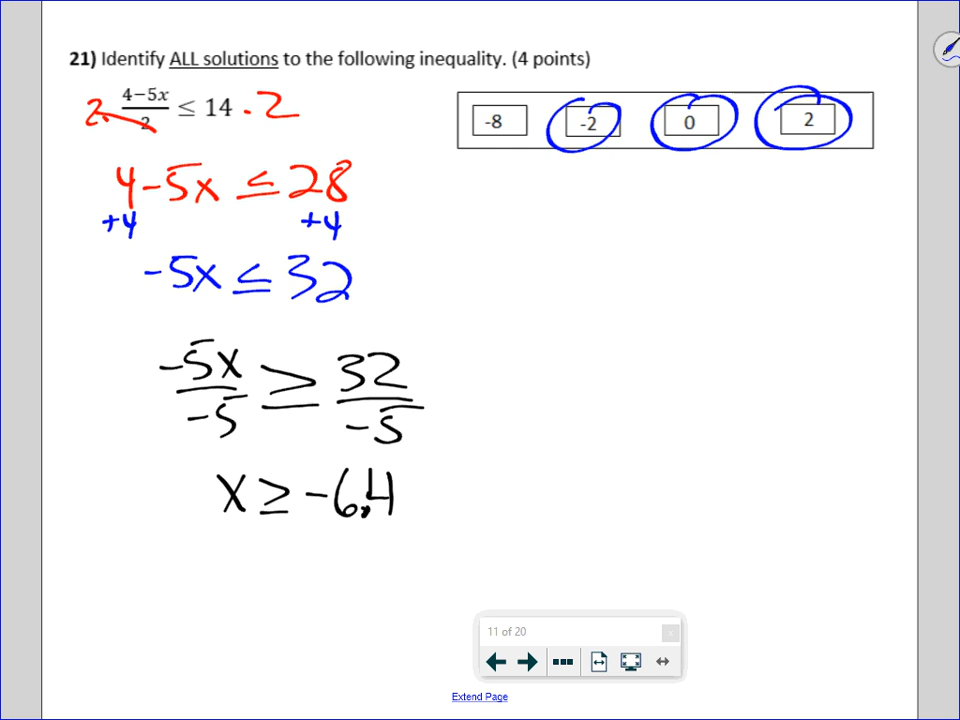 21) Identify ALL solutions to the following inequality. (4 points)
2· (4−5x)/2 ≤ 14 · 2
-8 -2 0 2
4-5x ≤ 28
+4 +4
-5x ≤ 32
-5x/-5 ≥ 32/-5
x ≥ -6.4
11 of 20
Extend Page